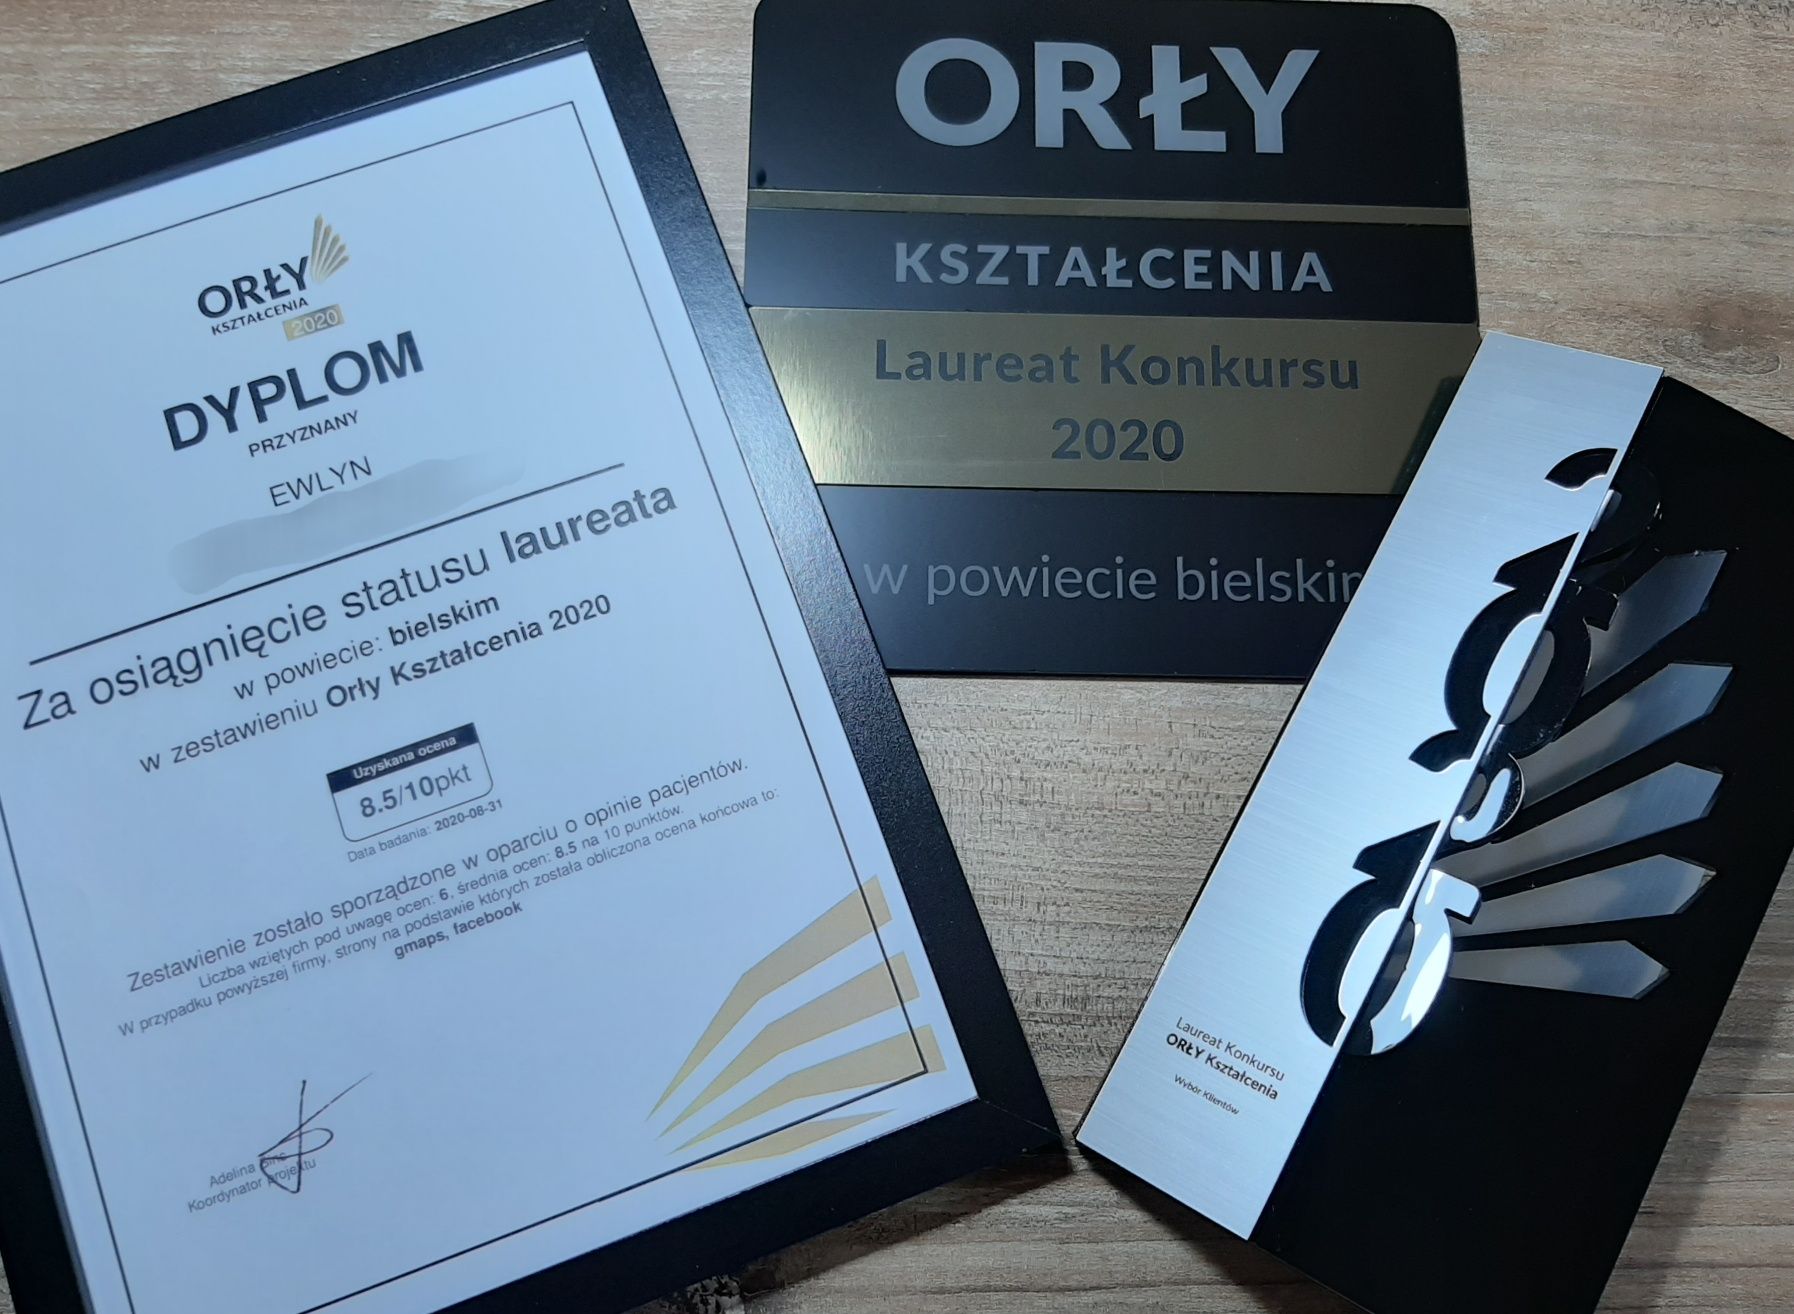 ORŁY
KSZTAŁCENIA
2020
DYPLOM
PRZYZNANY
EWLYN
Za osiągnięcie statusu laureata
w powiecie: bielskim
w zestawieniu Orły Kształcenia 2020
Uzyskana ocena
8.5/10pkt
Data badania: 2020-08-31
Zestawienie zostało sporządzone w oparciu o opinie pacjentów.
Liczba wziętych pod uwagę ocen: 6, średnia ocen: 8.5 na 10 punktów.
W przypadku powyższej firmy, strony na podstawie których została obliczona ocena końcowa to:
gmaps, facebook
Adelina
Koordynator projektu
ORŁY
KSZTAŁCENIA
Laureat Konkursu
2020
w powiecie bielskim
Laureat Konkursu
ORŁY Kształcenia
Wybór Klientów